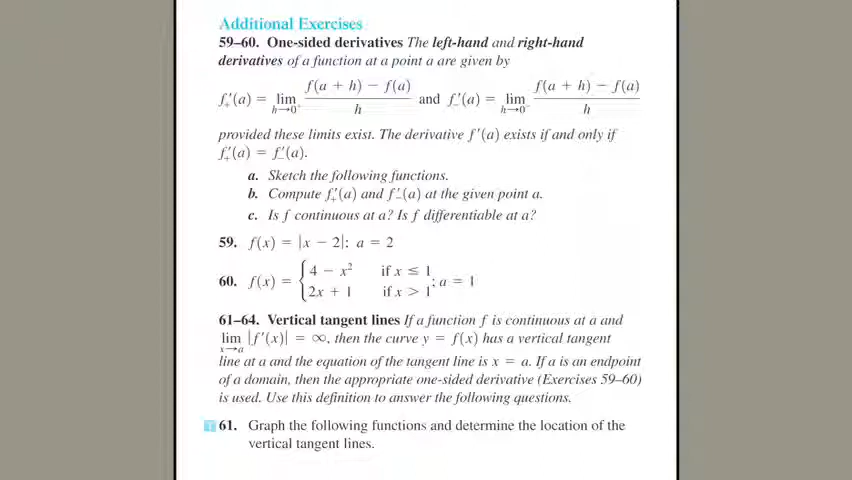 Additional Exercises
59–60. One-sided derivatives The left-hand and right-hand
derivatives of a function at a point a are given by
f₊′(a) = lim h→0⁺ f(a + h) − f(a) / h and f₋′(a) = lim h→0⁻ f(a + h) − f(a) / h
provided these limits exist. The derivative f′(a) exists if and only if
f₊′(a) = f₋′(a).
a. Sketch the following functions.
b. Compute f₊′(a) and f₋′(a) at the given point a.
c. Is f continuous at a? Is f differentiable at a?
59. f(x) = |x − 2|; a = 2
60. f(x) = { 4 − x² if x ≤ 1
2x + 1 if x > 1 ; a = 1
61–64. Vertical tangent lines If a function f is continuous at a and
lim x→a |f′(x)| = ∞, then the curve y = f(x) has a vertical tangent
line at a and the equation of the tangent line is x = a. If a is an endpoint
of a domain, then the appropriate one-sided derivative (Exercises 59–60)
is used. Use this definition to answer the following questions.
T 61. Graph the following functions and determine the location of the
vertical tangent lines.